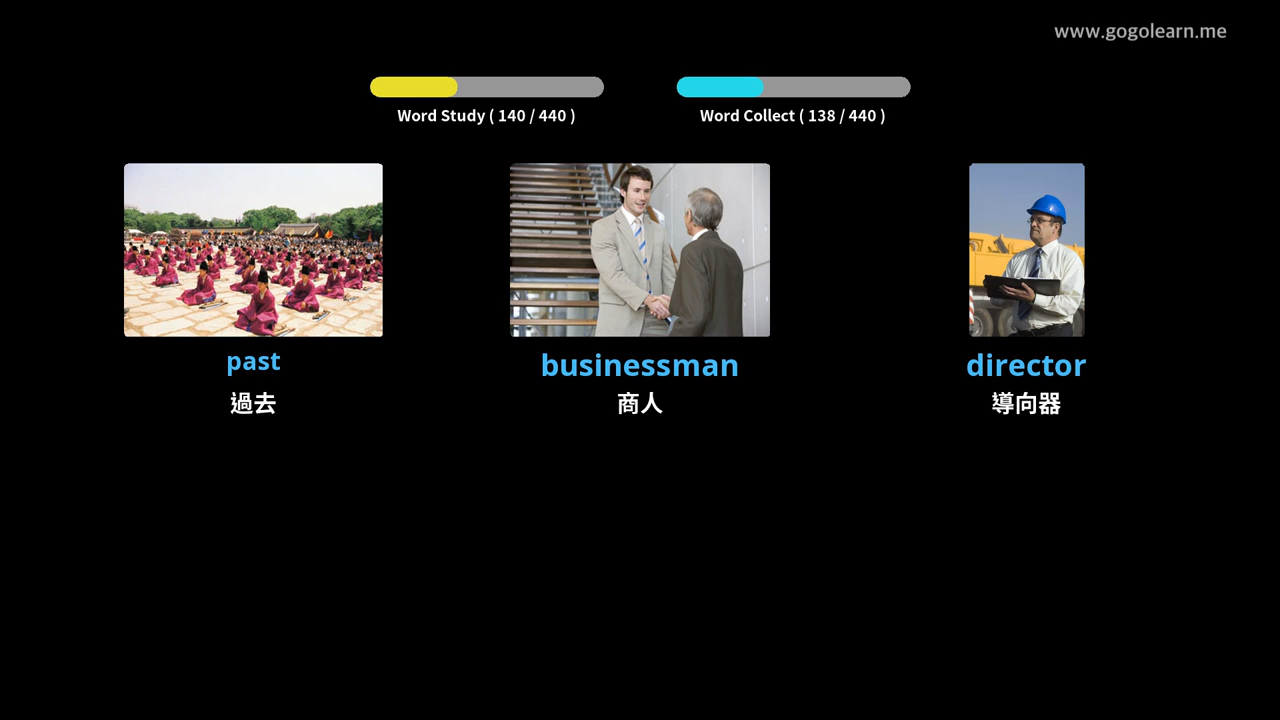 www.gogolearn.me
Word Study ( 140 / 440 )
Word Collect ( 138 / 440 )
past
businessman
director
過去
商人
導向器